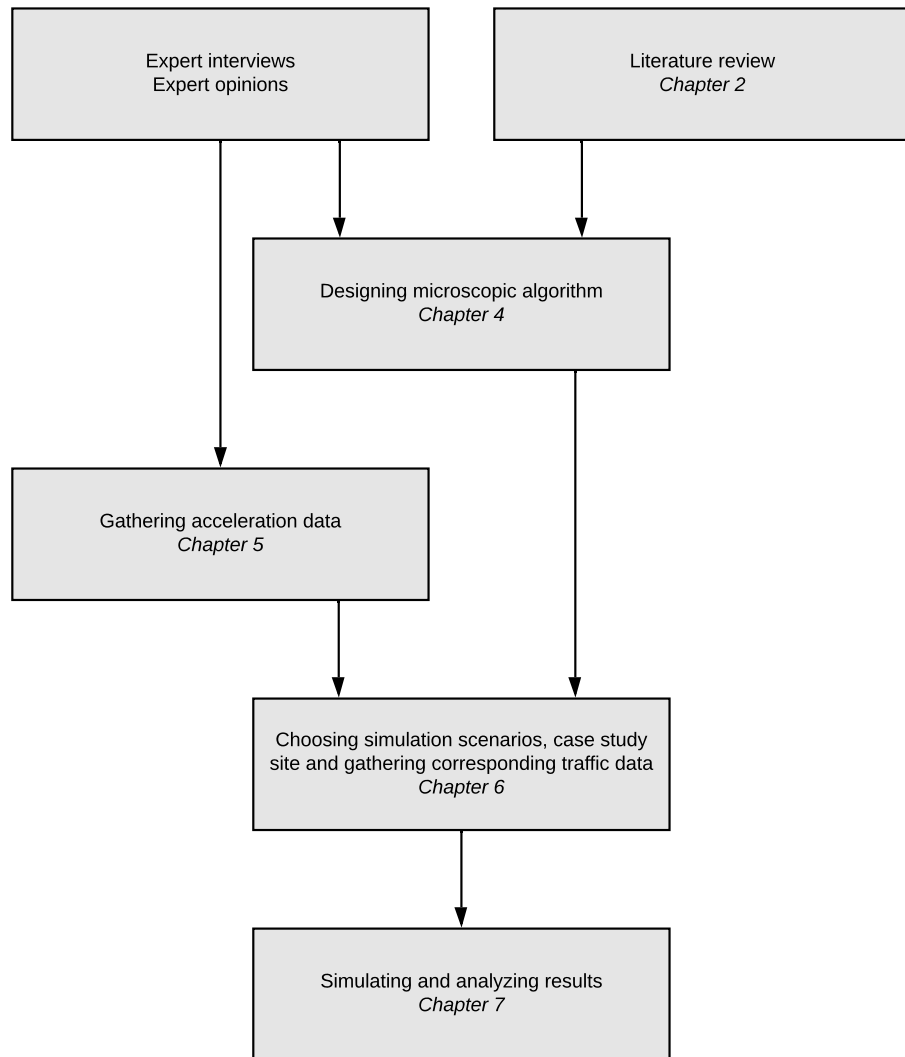 Expert interviews
Expert opinions
Literature review
Chapter 2
Designing microscopic algorithm
Chapter 4
Gathering acceleration data
Chapter 5
Choosing simulation scenarios, case study
site and gathering corresponding traffic data
Chapter 6
Simulating and analyzing results
Chapter 7